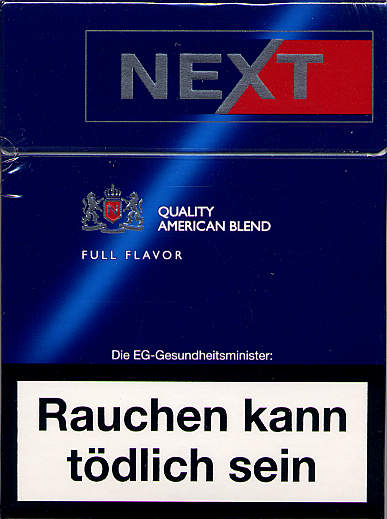 NEXT
QUALITY
AMERICAN BLEND
FULL FLAVOR
Die EG-Gesundheitsminister:
Rauchen kann
tödlich sein